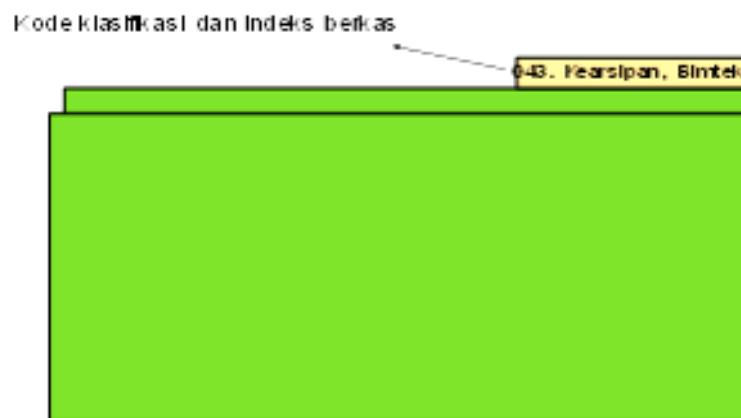 Kode klasifikasi dan indeks berkas
043. Kearsipan, Bimtek